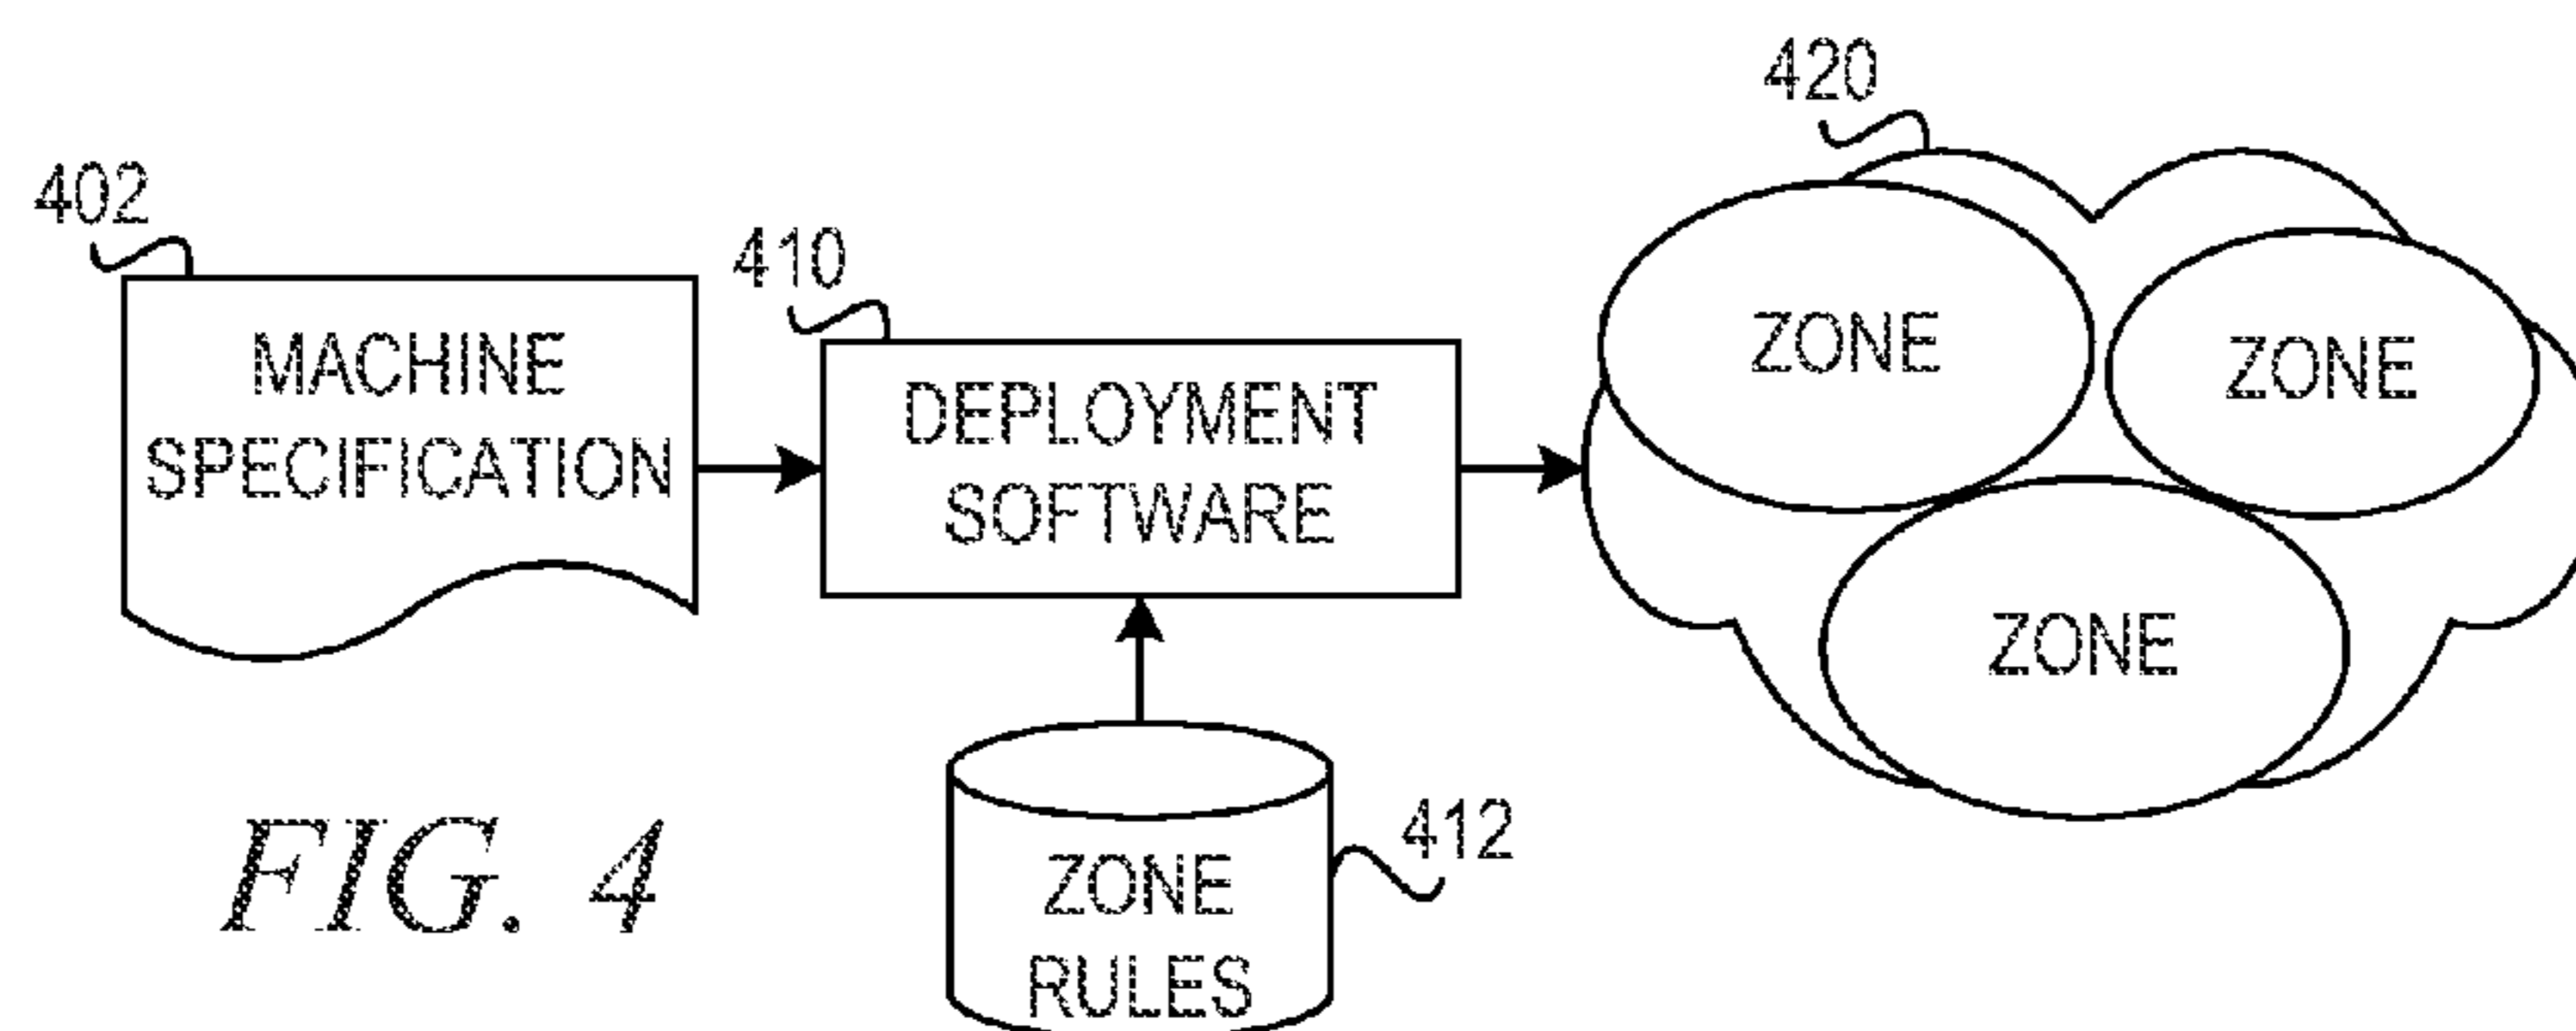 420
402
410
MACHINE
SPECIFICATION
DEPLOYMENT
SOFTWARE
ZONE
ZONE
ZONE
412
ZONE
RULES
FIG. 4